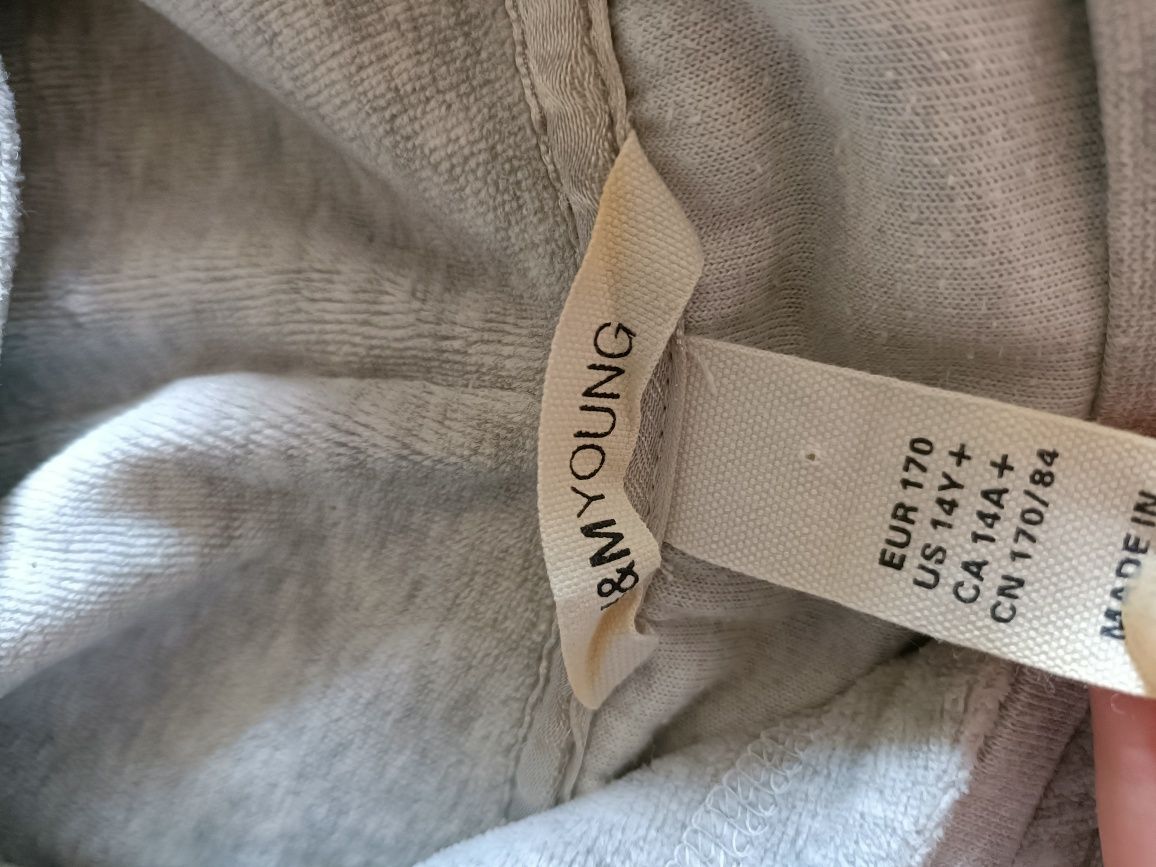 &M YOUNG
EUR 170
US 14Y+
CA 14A+
CN 170/84
MADE IN